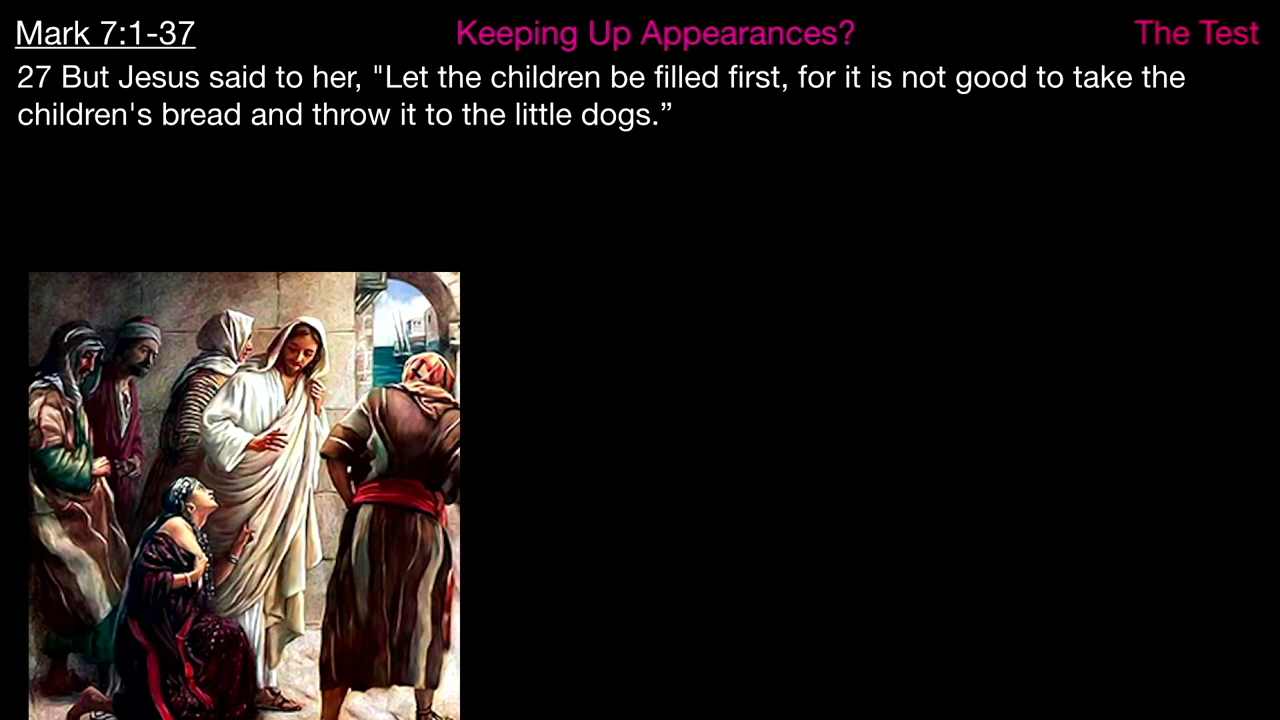 Mark 7:1-37 Keeping Up Appearances? The Test
27 But Jesus said to her, "Let the children be filled first, for it is not good to take the
children's bread and throw it to the little dogs.”